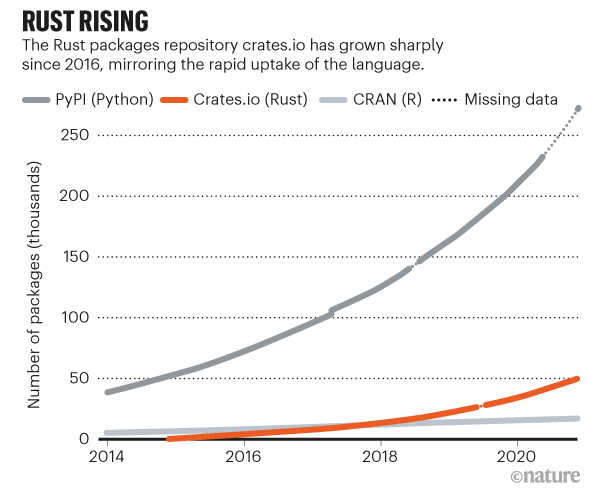 RUST RISING
The Rust packages repository crates.io has grown sharply
since 2016, mirroring the rapid uptake of the language.
PyPI (Python) Crates.io (Rust) CRAN (R) Missing data
Number of packages (thousands)
250
200
150
100
50
0
2014 2016 2018 2020
©nature